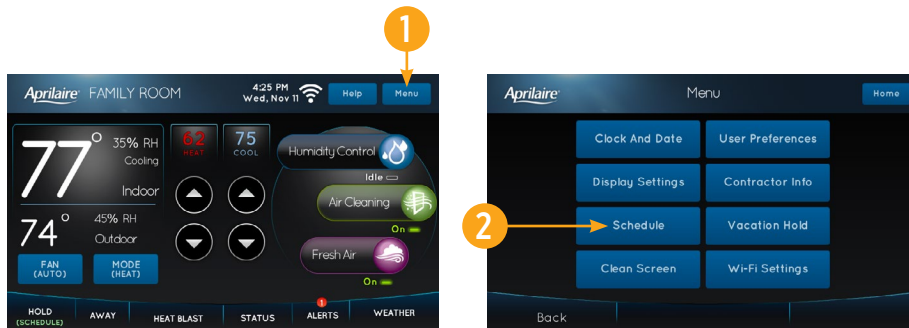 1
Aprilaire FAMILY ROOM 4:25 PM Wed, Nov 11 Help Menu
77° 35% RH
Cooling
Indoor
74° 45% RH
Outdoor
FAN
(AUTO)
MODE
(HEAT)
62
HEAT
75
COOL
Humidity Control
Idle
Air Cleaning
On
Fresh Air
On
HOLD
(SCHEDULE)
AWAY
HEAT BLAST
STATUS
1
ALERTS
WEATHER
2
Aprilaire Menu Home
Clock And Date User Preferences
Display Settings Contractor Info
Schedule Vacation Hold
Clean Screen Wi-Fi Settings
Back